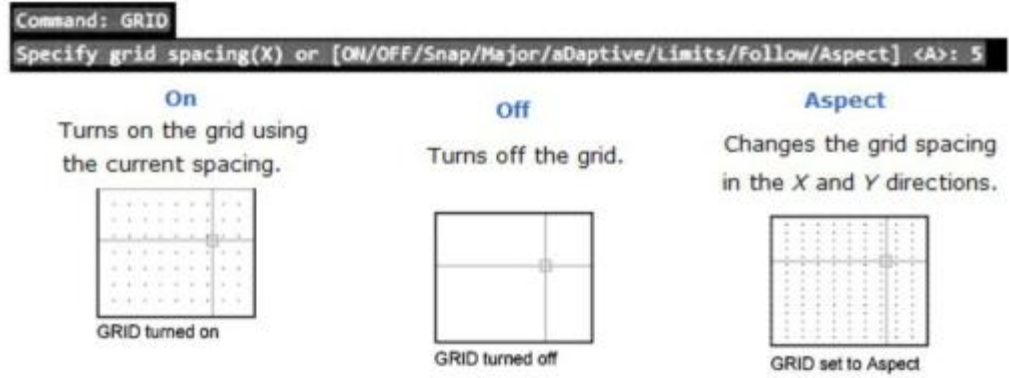 Command: GRID
Specify grid spacing(X) or [ON/OFF/Snap/Major/aDaptive/Limits/Follow/Aspect] <A>: 5
On
Turns on the grid using
the current spacing.
GRID turned on
Off
Turns off the grid.
GRID turned off
Aspect
Changes the grid spacing
in the X and Y directions.
GRID set to Aspect